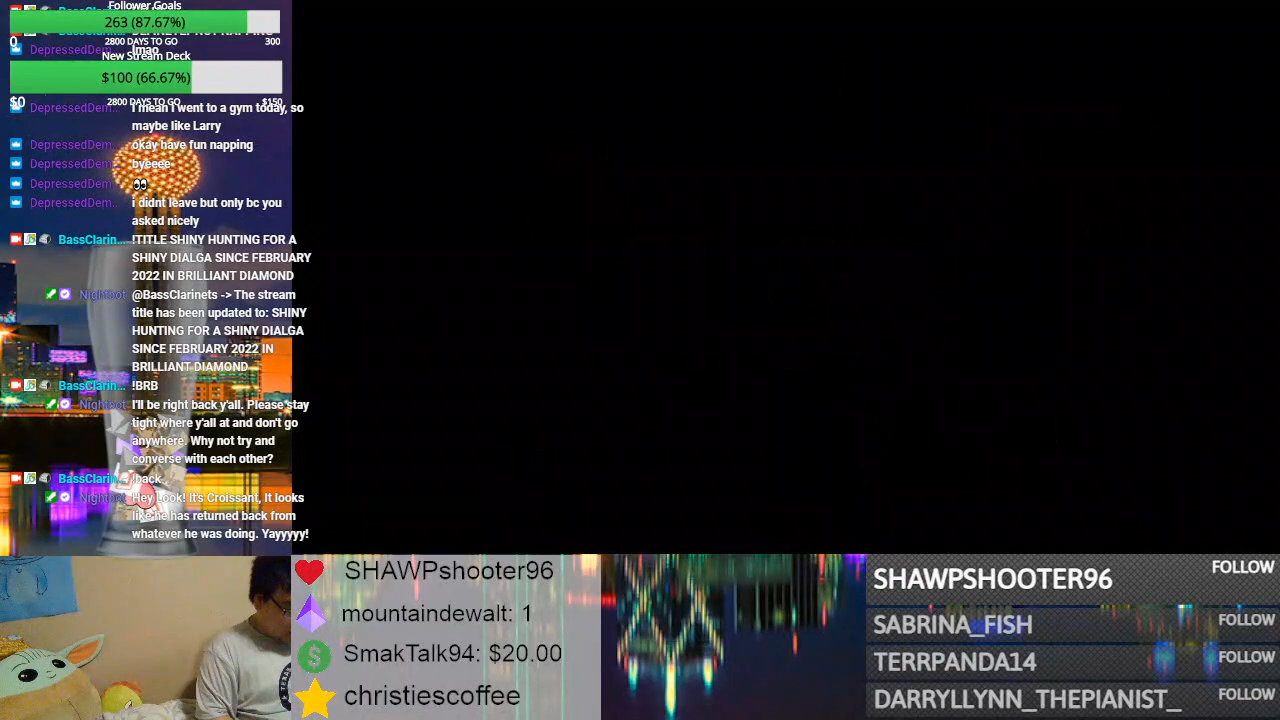 Follower Goals
263 (87.67%)
0
2800 DAYS TO GO
300
DepressedDem... lmao
New Stream Deck
$100 (66.67%)
$0
2800 DAYS TO GO
$150
DepressedDem... i mean i went to a gym today, so
maybe like Larry
DepressedDem... okay have fun napping
DepressedDem... byeeee
DepressedDem... 👀
DepressedDem... i didnt leave but only bc you
asked nicely
BassClarin... !TITLE SHINY HUNTING FOR A
SHINY DIALGA SINCE FEBRUARY
2022 IN BRILLIANT DIAMOND
Nightbot @BassClarinets -> The stream
title has been updated to: SHINY
HUNTING FOR A SHINY DIALGA
SINCE FEBRUARY 2022 IN
BRILLIANT DIAMOND
BassClarin... !BRB
Nightbot I'll be right back y'all. Please stay
tight where y'all at and don't go
anywhere. Why not try and
converse with each other?
BassClarin... !back
Nightbot Hey Look! It's Croissant, It looks
like he has returned back from
whatever he was doing. Yayyyyy!
SHAWPshooter96
mountaindewalt: 1
SmakTalk94: $20.00
christiescoffee
SHAWPSHOOTER96 FOLLOW
SABRINA_FISH FOLLOW
TERRPANDA14 FOLLOW
DARRYLLYNN_THEPIANIST_ FOLLOW